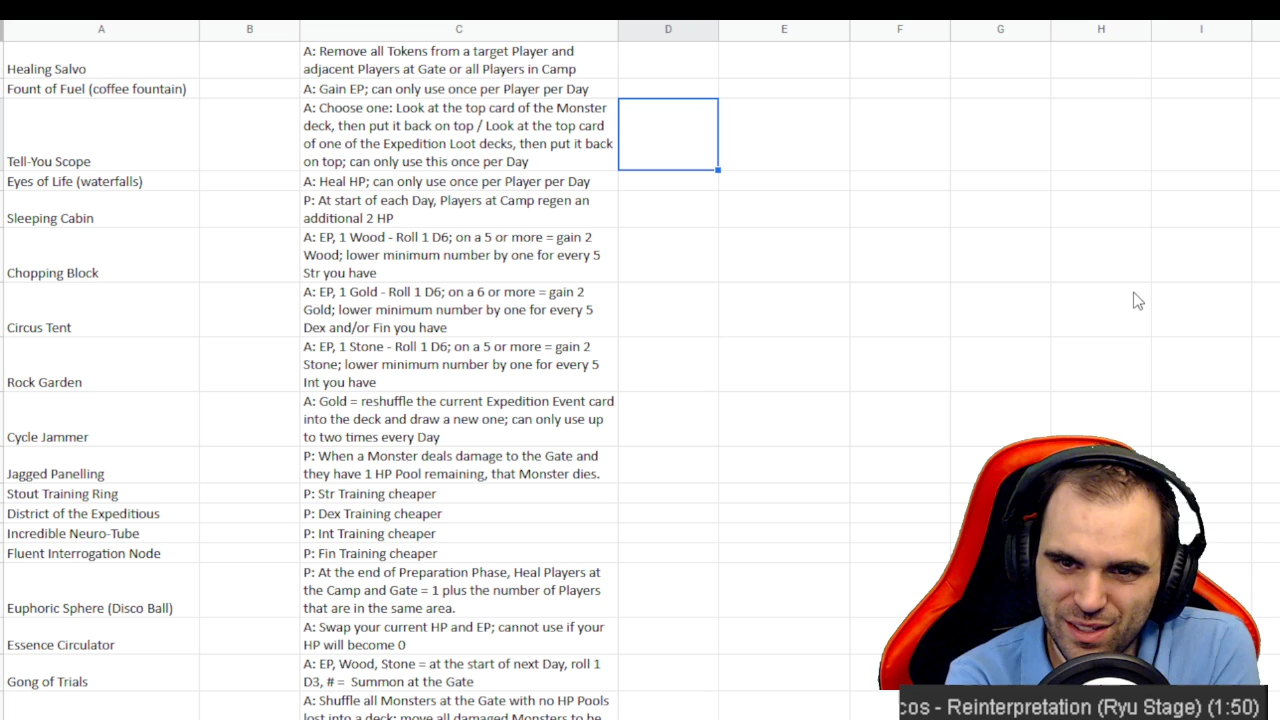 A B C D E F G H I
A: Remove all Tokens from a target Player and
Healing Salvo adjacent Players at Gate or all Players in Camp
Fount of Fuel (coffee fountain) A: Gain EP; can only use once per Player per Day
A: Choose one: Look at the top card of the Monster
deck, then put it back on top / Look at the top card
of one of the Expedition Loot decks, then put it back
Tell-You Scope on top; can only use this once per Day
Eyes of Life (waterfalls) A: Heal HP; can only use once per Player per Day
P: At start of each Day, Players at Camp regen an
Sleeping Cabin additional 2 HP
A: EP, 1 Wood - Roll 1 D6; on a 5 or more = gain 2
Wood; lower minimum number by one for every 5
Chopping Block Str you have
A: EP, 1 Gold - Roll 1 D6; on a 6 or more = gain 2
Gold; lower minimum number by one for every 5
Circus Tent Dex and/or Fin you have
A: EP, 1 Stone - Roll 1 D6; on a 5 or more = gain 2
Stone; lower minimum number by one for every 5
Rock Garden Int you have
A: Gold = reshuffle the current Expedition Event card
into the deck and draw a new one; can only use up
Cycle Jammer to two times every Day
P: When a Monster deals damage to the Gate and
Jagged Panelling they have 1 HP Pool remaining, that Monster dies.
Stout Training Ring P: Str Training cheaper
District of the Expeditious P: Dex Training cheaper
Incredible Neuro-Tube P: Int Training cheaper
Fluent Interrogation Node P: Fin Training cheaper
P: At the end of Preparation Phase, Heal Players at
the Camp and Gate = 1 plus the number of Players
Euphoric Sphere (Disco Ball) that are in the same area.
A: Swap your current HP and EP; cannot use if your
Essence Circulator HP will become 0
A: EP, Wood, Stone = at the start of next Day, roll 1
Gong of Trials D3, # = Summon at the Gate
A: Shuffle all Monsters at the Gate with no HP Pools
lost into a deck; move all damaged Monsters to be
cos - Reinterpretation (Ryu Stage) (1:50)